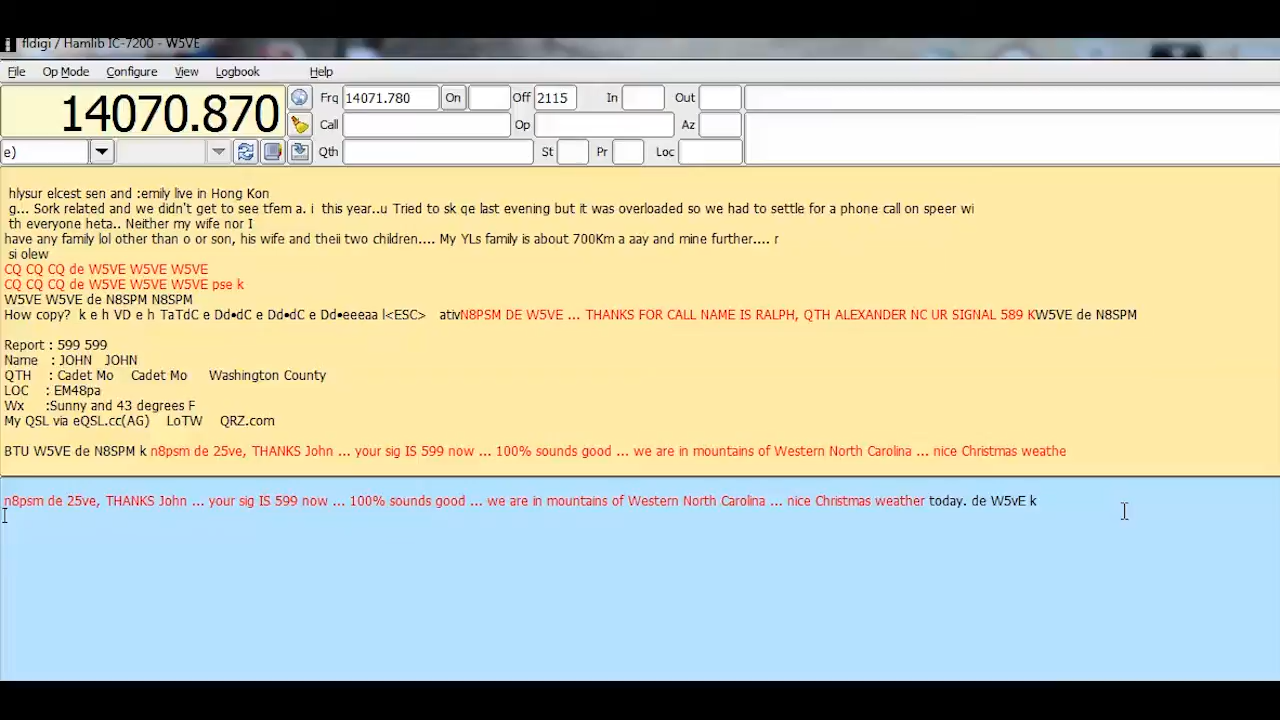 fldigi / Hamlib IC-7200 - W5VE
File Op Mode Configure View Logbook Help
14070.870 Frq 14071.780 On Off 2115 In Out
Call Op Az
e) Qth St Pr Loc
hlysur elcest sen and :emily live in Hong Kon
g... Sork related and we didn't get to see tfem a. i this year..u Tried to sk qe last evening but it was overloaded so we had to settle for a phone call on speer wi
th everyone heta.. Neither my wife nor I
have any family lol other than o or son, his wife and theii two children.... My YLs family is about 700Km a aay and mine further.... r
si olew
CQ CQ CQ de W5VE W5VE W5VE
CQ CQ CQ de W5VE W5VE W5VE pse k
W5VE W5VE de N8SPM N8SPM
How copy? k e h VD e h TaTdC e Dd•dC e Dd•dC e Dd•eeeaa l<ESC> ativN8PSM DE W5VE ... THANKS FOR CALL NAME IS RALPH, QTH ALEXANDER NC UR SIGNAL 589 KW5VE de N8SPM
Report : 599 599
Name : JOHN JOHN
QTH : Cadet Mo Cadet Mo Washington County
LOC : EM48pa
Wx :Sunny and 43 degrees F
My QSL via eQSL.cc(AG) LoTW QRZ.com
BTU W5VE de N8SPM k n8psm de 25ve, THANKS John ... your sig IS 599 now ... 100% sounds good ... we are in mountains of Western North Carolina ... nice Christmas weathe
n8psm de 25ve, THANKS John ... your sig IS 599 now ... 100% sounds good ... we are in mountains of Western North Carolina ... nice Christmas weather today. de W5vE k